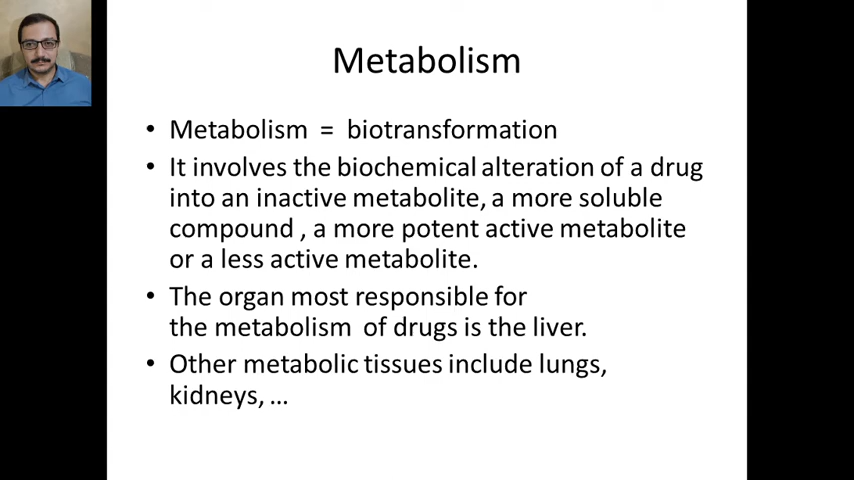 Metabolism
• Metabolism = biotransformation
• It involves the biochemical alteration of a drug
into an inactive metabolite, a more soluble
compound , a more potent active metabolite
or a less active metabolite.
• The organ most responsible for
the metabolism of drugs is the liver.
• Other metabolic tissues include lungs,
kidneys, ...